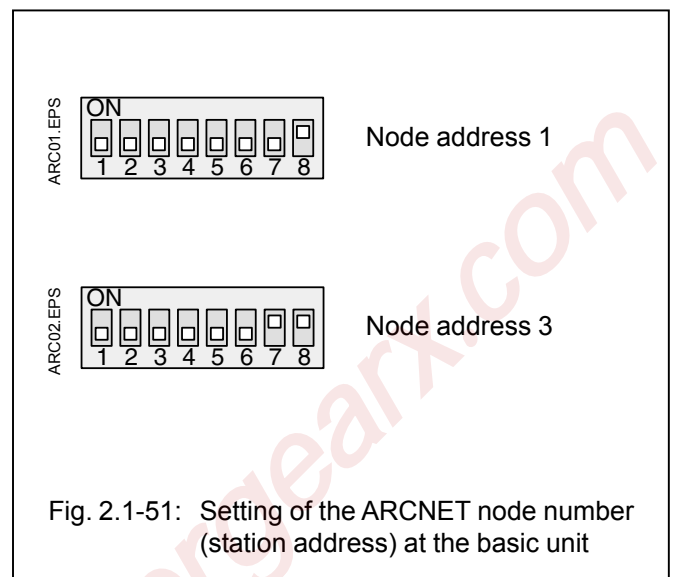 ARC01.EPS
ON
1 2 3 4 5 6 7 8
Node address 1
ARC02.EPS
ON
1 2 3 4 5 6 7 8
Node address 3
Fig. 2.1-51: Setting of the ARCNET node number
(station address) at the basic unit
ergearx.com